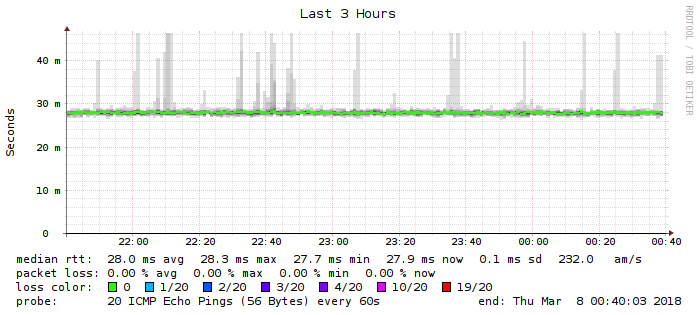 Last 3 Hours
RRDTOOL / TOBI OETIKER
Seconds
40 m
30 m
20 m
10 m
0
22:00 22:20 22:40 23:00 23:20 23:40 00:00 00:20 00:40
median rtt: 28.0 ms avg 28.3 ms max 27.7 ms min 27.9 ms now 0.1 ms sd 232.0 am/s
packet loss: 0.00 % avg 0.00 % max 0.00 % min 0.00 % now
loss color: 0 1/20 2/20 3/20 4/20 10/20 19/20
probe: 20 ICMP Echo Pings (56 Bytes) every 60s end: Thu Mar 8 00:40:03 2018